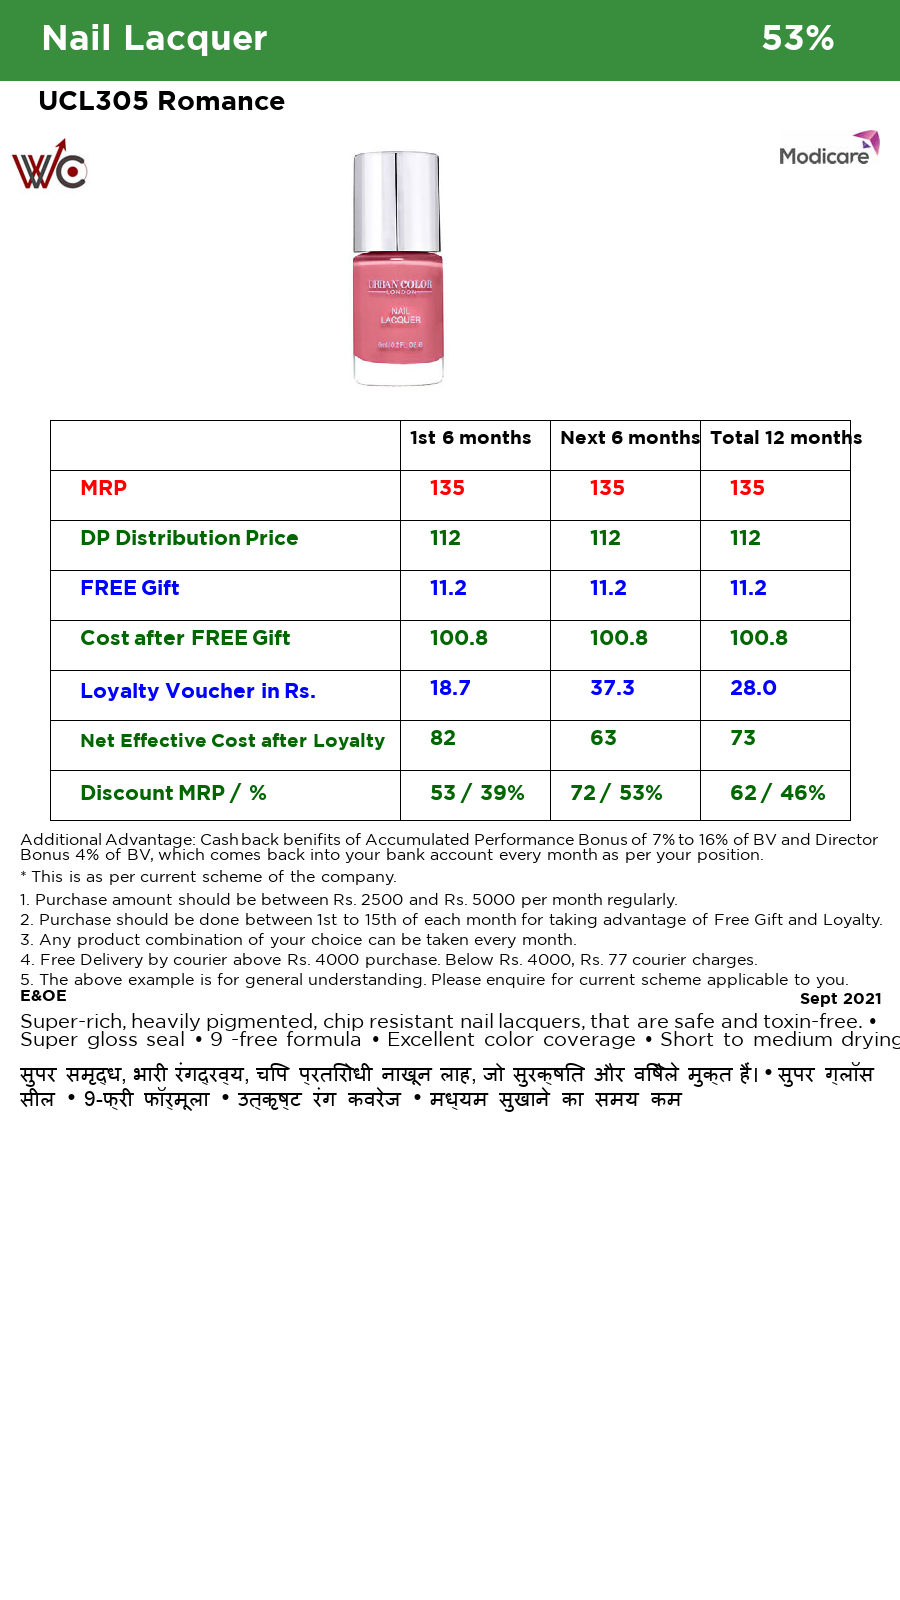 Nail Lacquer 53%
UCL305 Romance
WC
Modicare
URBAN COLOR
LONDON
NAIL
LACQUER
1st 6 months Next 6 months Total 12 months
MRP 135 135 135
DP Distribution Price 112 112 112
FREE Gift 11.2 11.2 11.2
Cost after FREE Gift 100.8 100.8 100.8
Loyalty Voucher in Rs. 18.7 37.3 28.0
Net Effective Cost after Loyalty 82 63 73
Discount MRP / % 53 / 39% 72 / 53% 62 / 46%
Additional Advantage: Cashback benifits of Accumulated Performance Bonus of 7% to 16% of BV and Director
Bonus 4% of BV, which comes back into your bank account every month as per your position.
* This is as per current scheme of the company.
1. Purchase amount should be between Rs. 2500 and Rs. 5000 per month regularly.
2. Purchase should be done between 1st to 15th of each month for taking advantage of Free Gift and Loyalty.
3. Any product combination of your choice can be taken every month.
4. Free Delivery by courier above Rs. 4000 purchase. Below Rs. 4000, Rs. 77 courier charges.
5. The above example is for general understanding. Please enquire for current scheme applicable to you.
E&OE
Sept 2021
Super-rich, heavily pigmented, chip resistant nail lacquers, that are safe and toxin-free. •
Super gloss seal • 9 -free formula • Excellent color coverage • Short to medium drying
सुपर समृद्ध, भारी रंगद्रव्य, चिप प्रतिरोधी नाखून लाह, जो सुरक्षित और विषैले मुक्त हैं। • सुपर ग्लॉस
सील • 9-फ्री फॉर्मूला • उत्कृष्ट रंग कवरेज • मध्यम सुखाने का समय कम